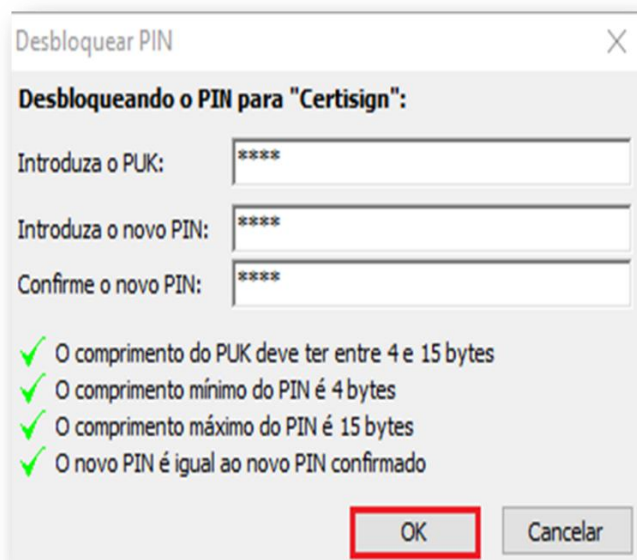 Desbloquear PIN
Desbloqueando o PIN para "Certisign":
Introduza o PUK: ****
Introduza o novo PIN: ****
Confirme o novo PIN: ****
O comprimento do PUK deve ter entre 4 e 15 bytes
O comprimento mínimo do PIN é 4 bytes
O comprimento máximo do PIN é 15 bytes
O novo PIN é igual ao novo PIN confirmado
OK Cancelar